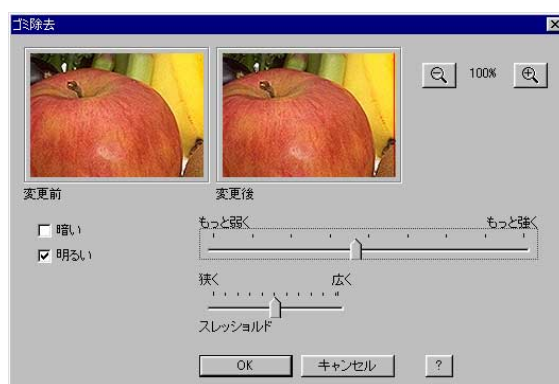 ゴミ除去
100%
変更前
変更後
暗い
明るい
もっと弱く
もっと強く
狭く
広く
スレッショルド
OK
キャンセル
?